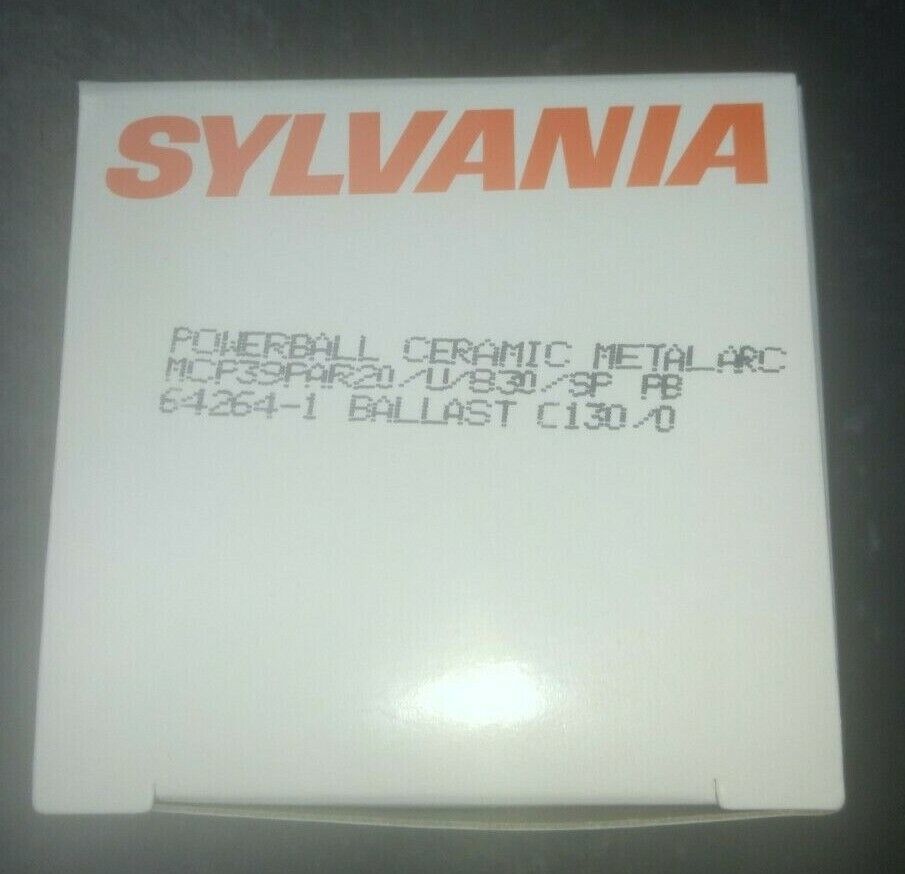 SYLVANIA
POWERBALL CERAMIC METALARC
MCP39PAR20/U/830/SP PB
64264-1 BALLAST C130/O